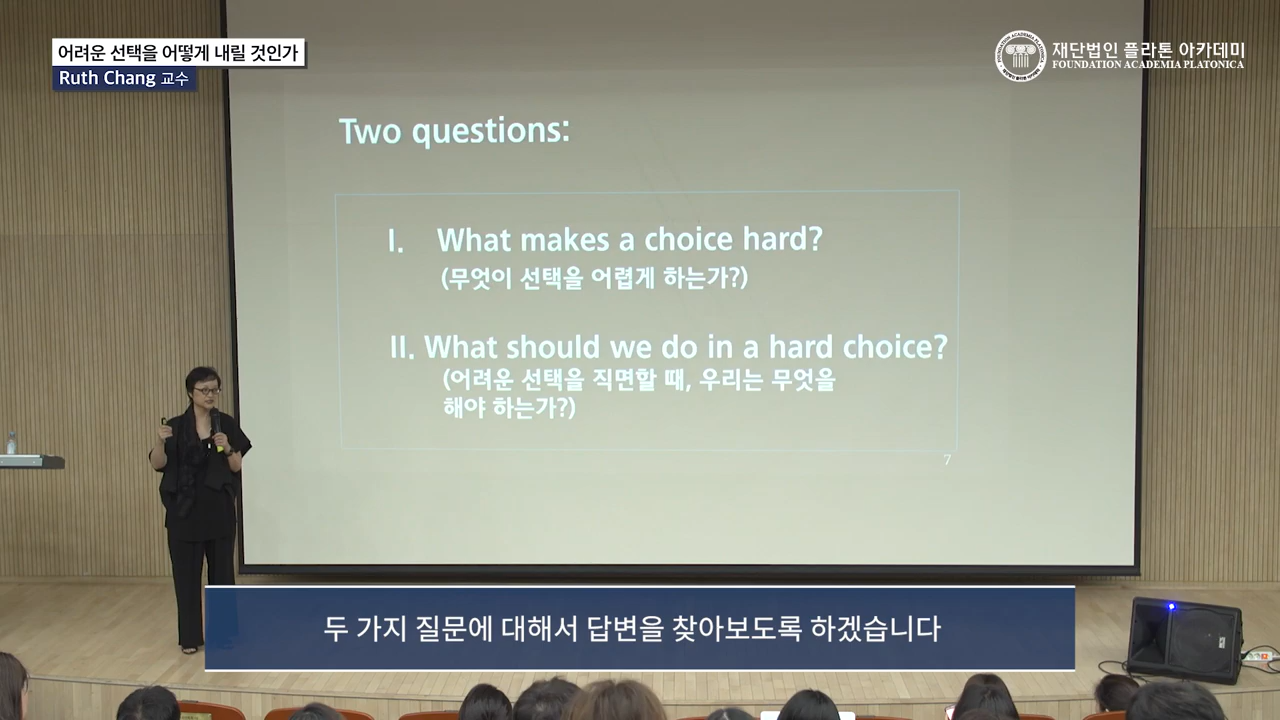 어려운 선택을 어떻게 내릴 것인가
Ruth Chang 교수
재단법인 플라톤 아카데미
FOUNDATION ACADEMIA PLATONICA
Two questions:
I. What makes a choice hard?
(무엇이 선택을 어렵게 하는가?)
II. What should we do in a hard choice?
(어려운 선택을 직면할 때, 우리는 무엇을
해야 하는가?)
7
두 가지 질문에 대해서 답변을 찾아보도록 하겠습니다